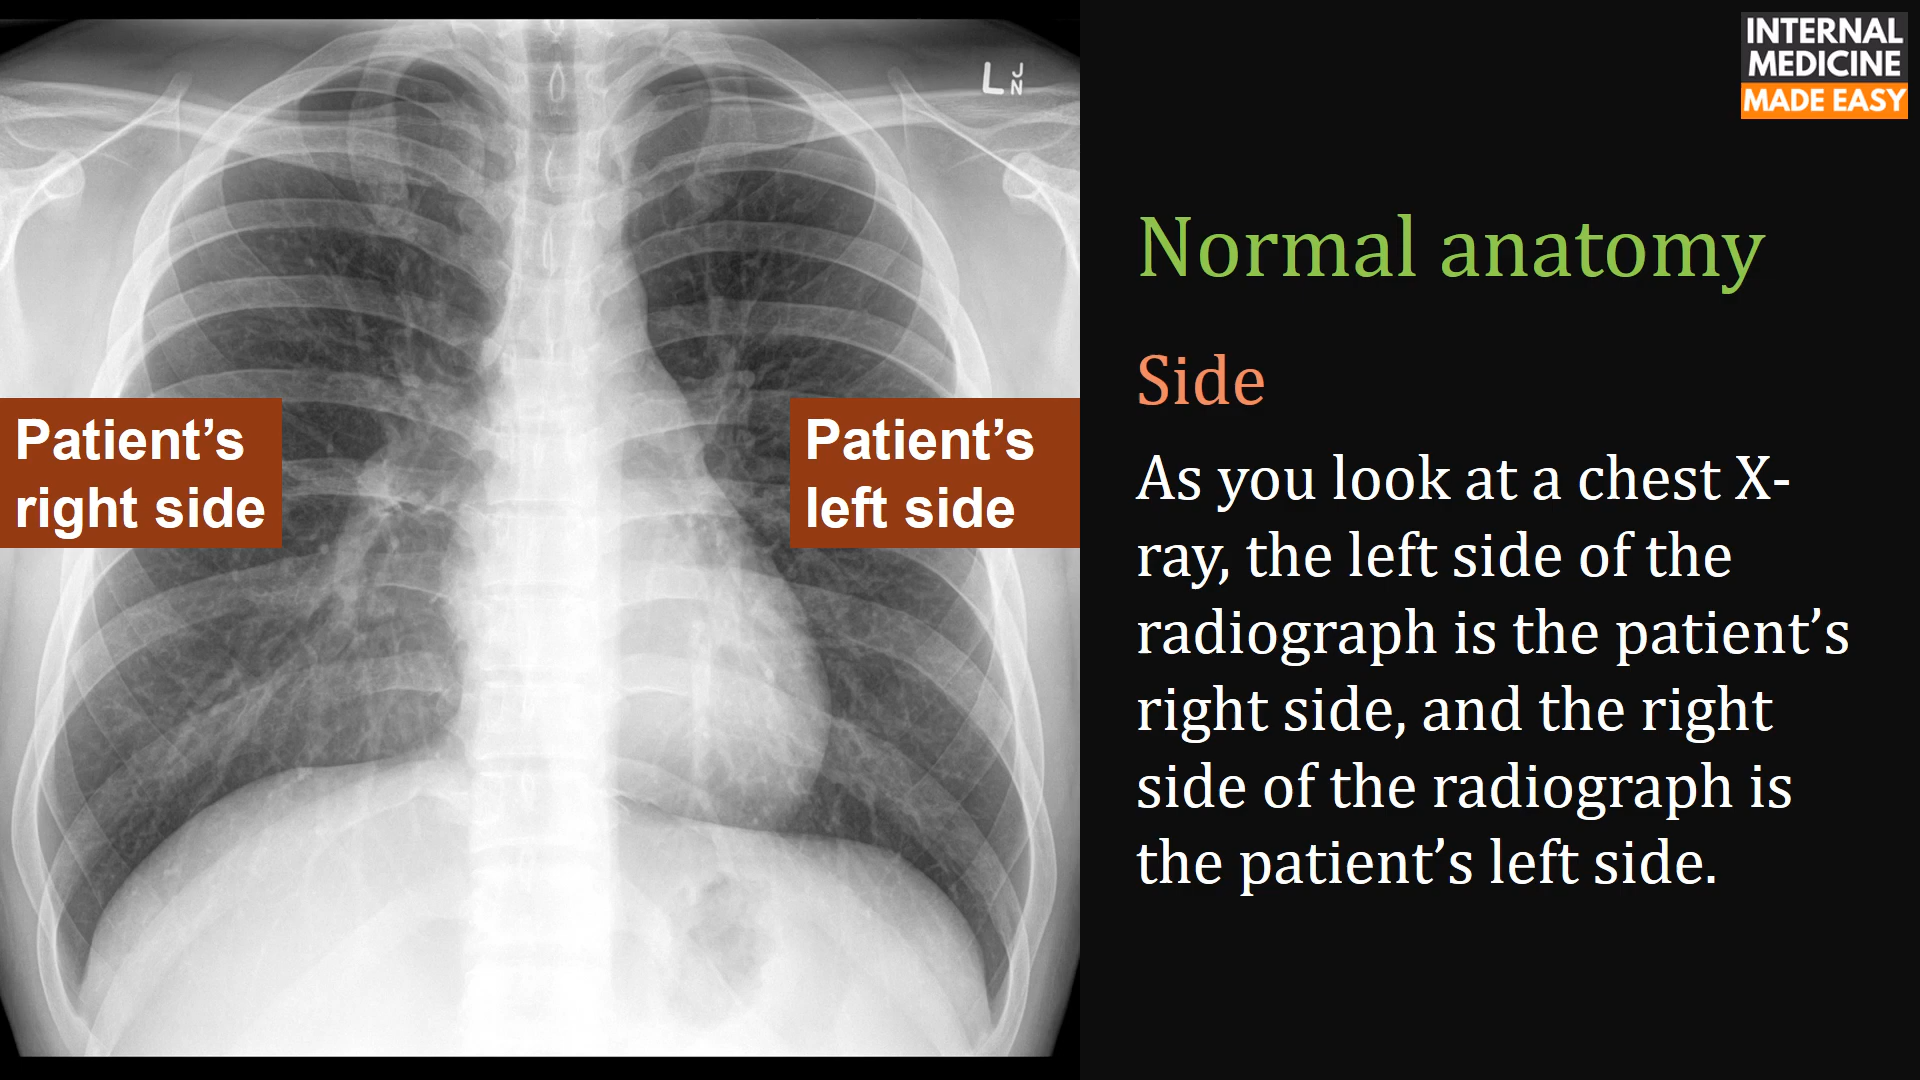 L J
N
INTERNAL
MEDICINE
MADE EASY
Patient’s
right side
Patient’s
left side
Normal anatomy
Side
As you look at a chest X-
ray, the left side of the
radiograph is the patient’s
right side, and the right
side of the radiograph is
the patient’s left side.